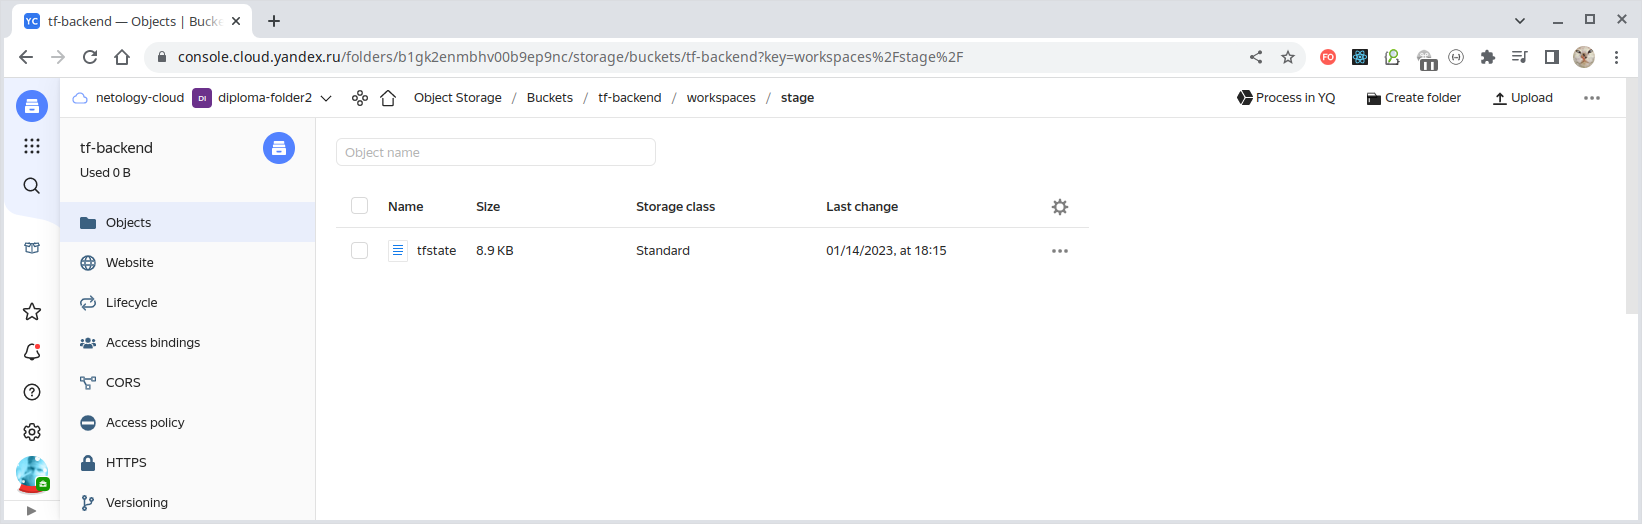 YC tf-backend — Objects | Bucke
console.cloud.yandex.ru/folders/b1gk2enmbhv00b9ep9nc/storage/buckets/tf-backend?key=workspaces%2Fstage%2F
FO
netology-cloud DI diploma-folder2 Object Storage / Buckets / tf-backend / workspaces / stage Process in YQ Create folder Upload
tf-backend
Used 0 B
Objects
Website
Lifecycle
Access bindings
CORS
Access policy
HTTPS
Versioning
Object name
Name Size Storage class Last change
tfstate 8.9 KB Standard 01/14/2023, at 18:15